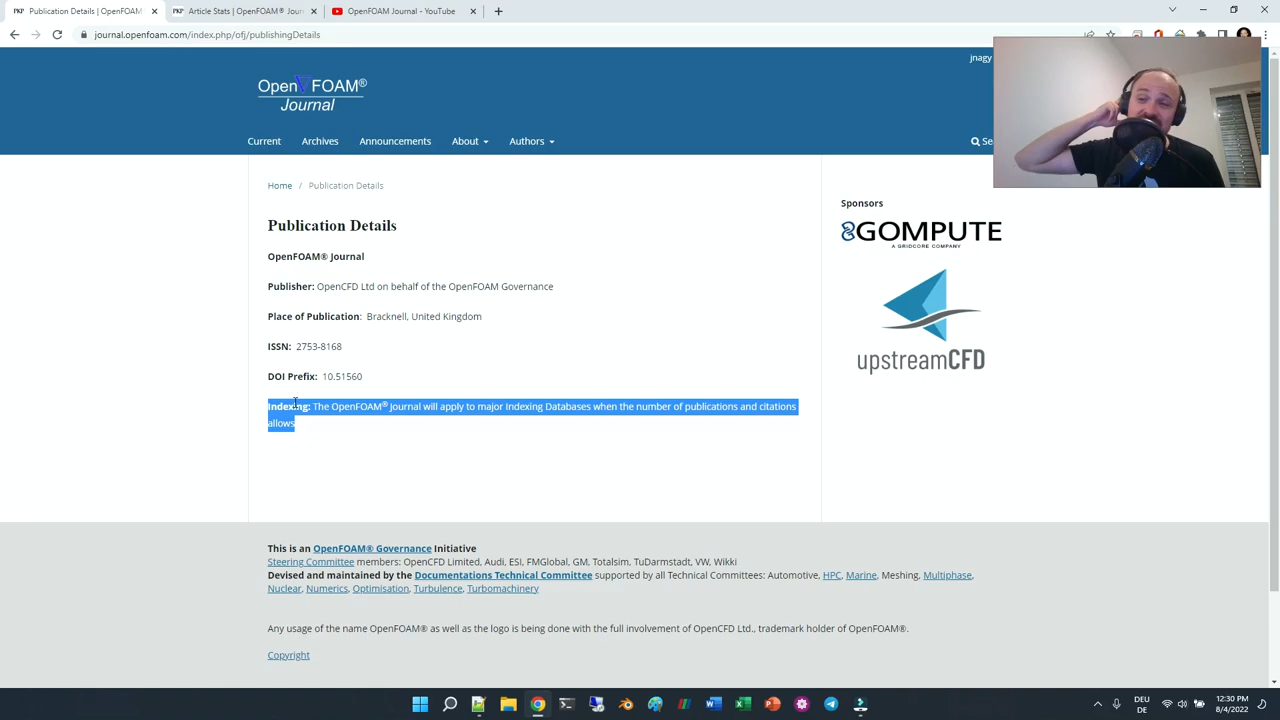 Publication Details | OpenFOAM
Article Stats | OpenFOAM® Journ
OpenFOAM Journal - YouTube
journal.openfoam.com/index.php/ofj/publishingDetails
jnagy
OpenFOAM®
Journal
Current Archives Announcements About Authors
Se
Home / Publication Details
Publication Details
OpenFOAM® Journal
Publisher: OpenCFD Ltd on behalf of the OpenFOAM Governance
Place of Publication: Bracknell, United Kingdom
ISSN: 2753-8168
DOI Prefix: 10.51560
Indexing: The OpenFOAM® Journal will apply to major Indexing Databases when the number of publications and citations
allows
Sponsors
GOMPUTE
A GRIDCORE COMPANY
upstreamCFD
This is an OpenFOAM® Governance Initiative
Steering Committee members: OpenCFD Limited, Audi, ESI, FMGlobal, GM, Totalsim, TuDarmstadt, VW, Wikki
Devised and maintained by the Documentations Technical Committee supported by all Technical Committees: Automotive, HPC, Marine, Meshing, Multiphase,
Nuclear, Numerics, Optimisation, Turbulence, Turbomachinery
Any usage of the name OpenFOAM® as well as the logo is being done with the full involvement of OpenCFD Ltd., trademark holder of OpenFOAM®.
Copyright
DEU
DE
12:30 PM
8/4/2022